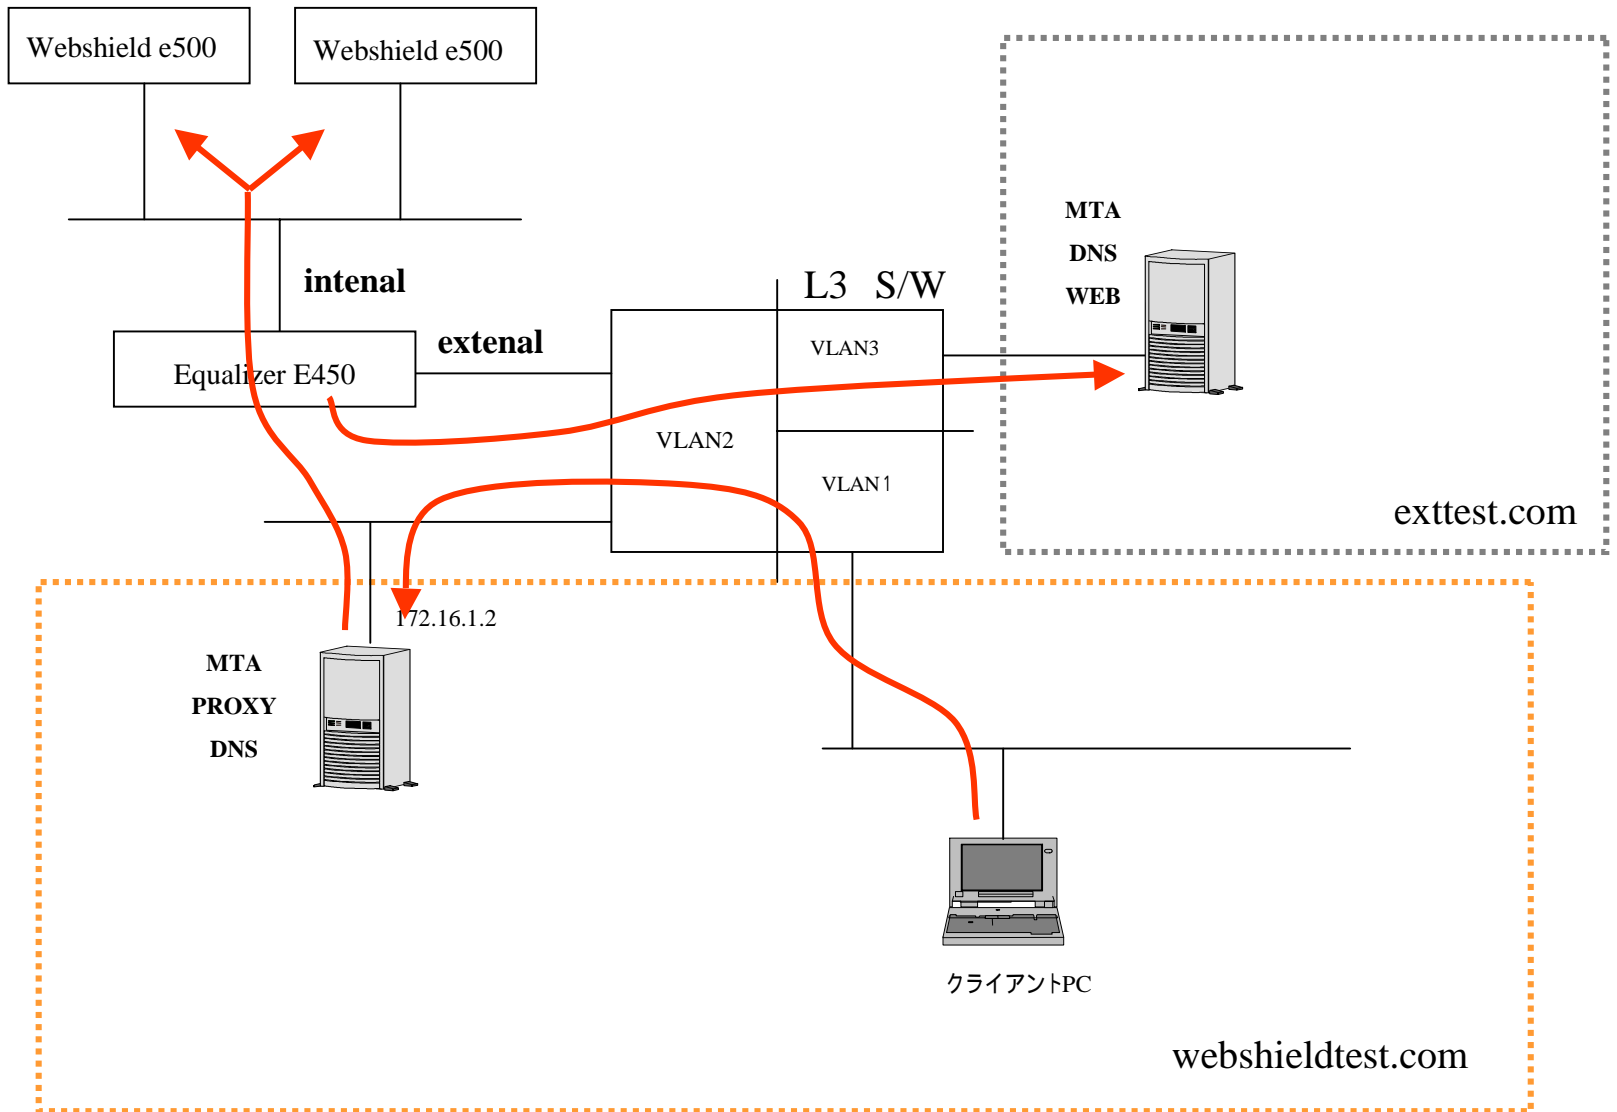 Webshield e500
Webshield e500
intenal
extenal
Equalizer E450
L3 S/W
VLAN3
VLAN2
VLAN1
MTA
DNS
WEB
exttest.com
172.16.1.2
MTA
PROXY
DNS
クライアントPC
webshieldtest.com